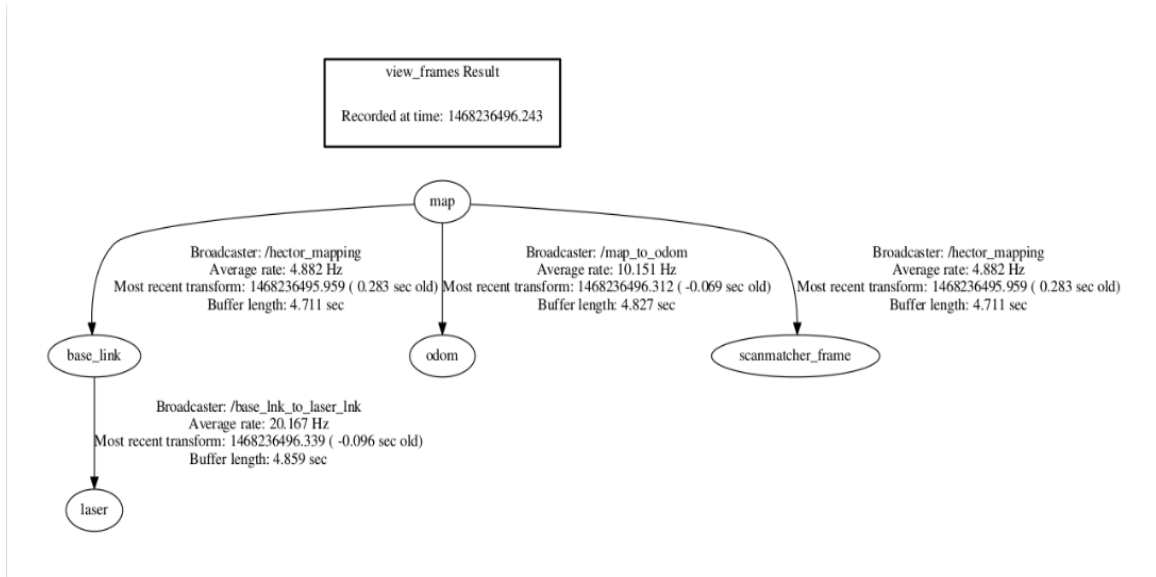 view_frames Result
Recorded at time: 1468236496.243
map
Broadcaster: /hector_mapping
Average rate: 4.882 Hz
Most recent transform: 1468236495.959 ( 0.283 sec old)
Buffer length: 4.711 sec
Broadcaster: /map_to_odom
Average rate: 10.151 Hz
Most recent transform: 1468236496.312 ( -0.069 sec old)
Buffer length: 4.827 sec
Broadcaster: /hector_mapping
Average rate: 4.882 Hz
Most recent transform: 1468236495.959 ( 0.283 sec old)
Buffer length: 4.711 sec
base_link
odom
scanmatcher_frame
Broadcaster: /base_lnk_to_laser_lnk
Average rate: 20.167 Hz
Most recent transform: 1468236496.339 ( -0.096 sec old)
Buffer length: 4.859 sec
laser